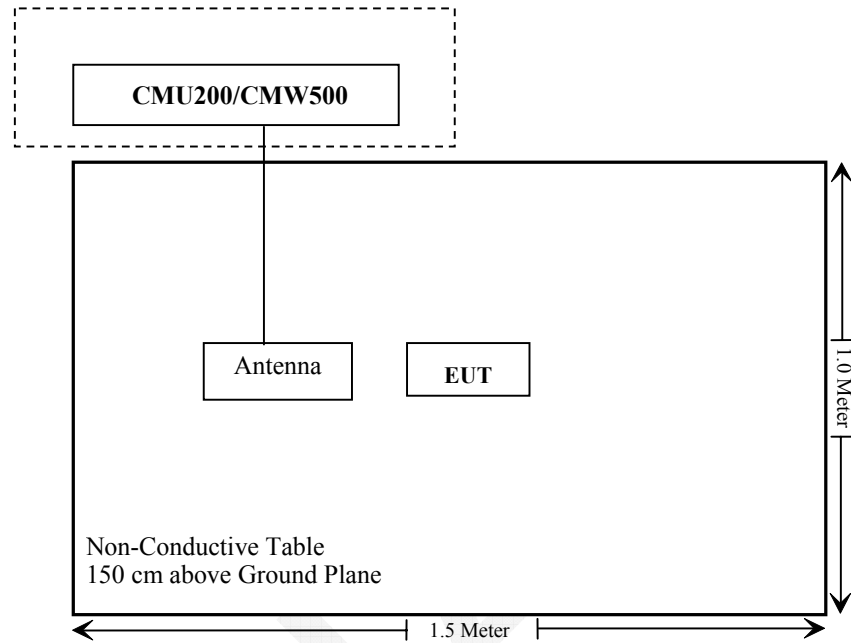 CMU200/CMW500
Antenna
EUT
1.0 Meter
Non-Conductive Table
150 cm above Ground Plane
1.5 Meter